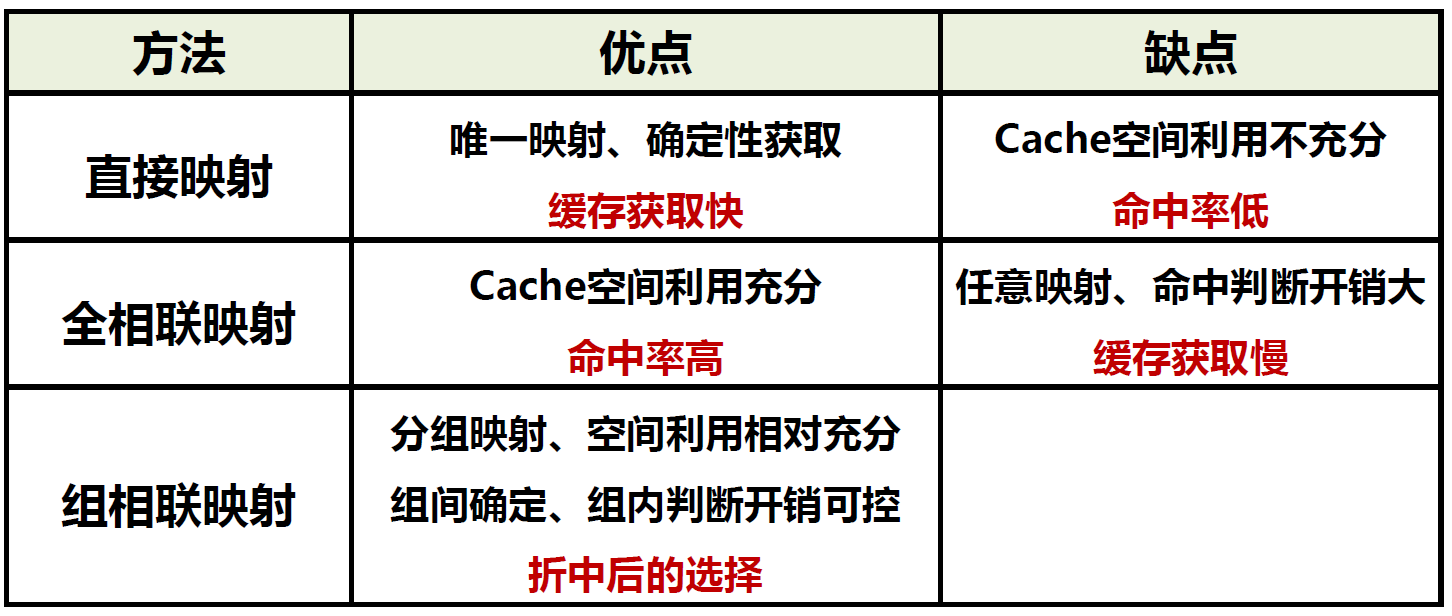 方法 优点 缺点
直接映射
唯一映射、确定性获取
缓存获取快
Cache空间利用不充分
命中率低
全相联映射
Cache空间利用充分
命中率高
任意映射、命中判断开销大
缓存获取慢
组相联映射
分组映射、空间利用相对充分
组间确定、组内判断开销可控
折中后的选择